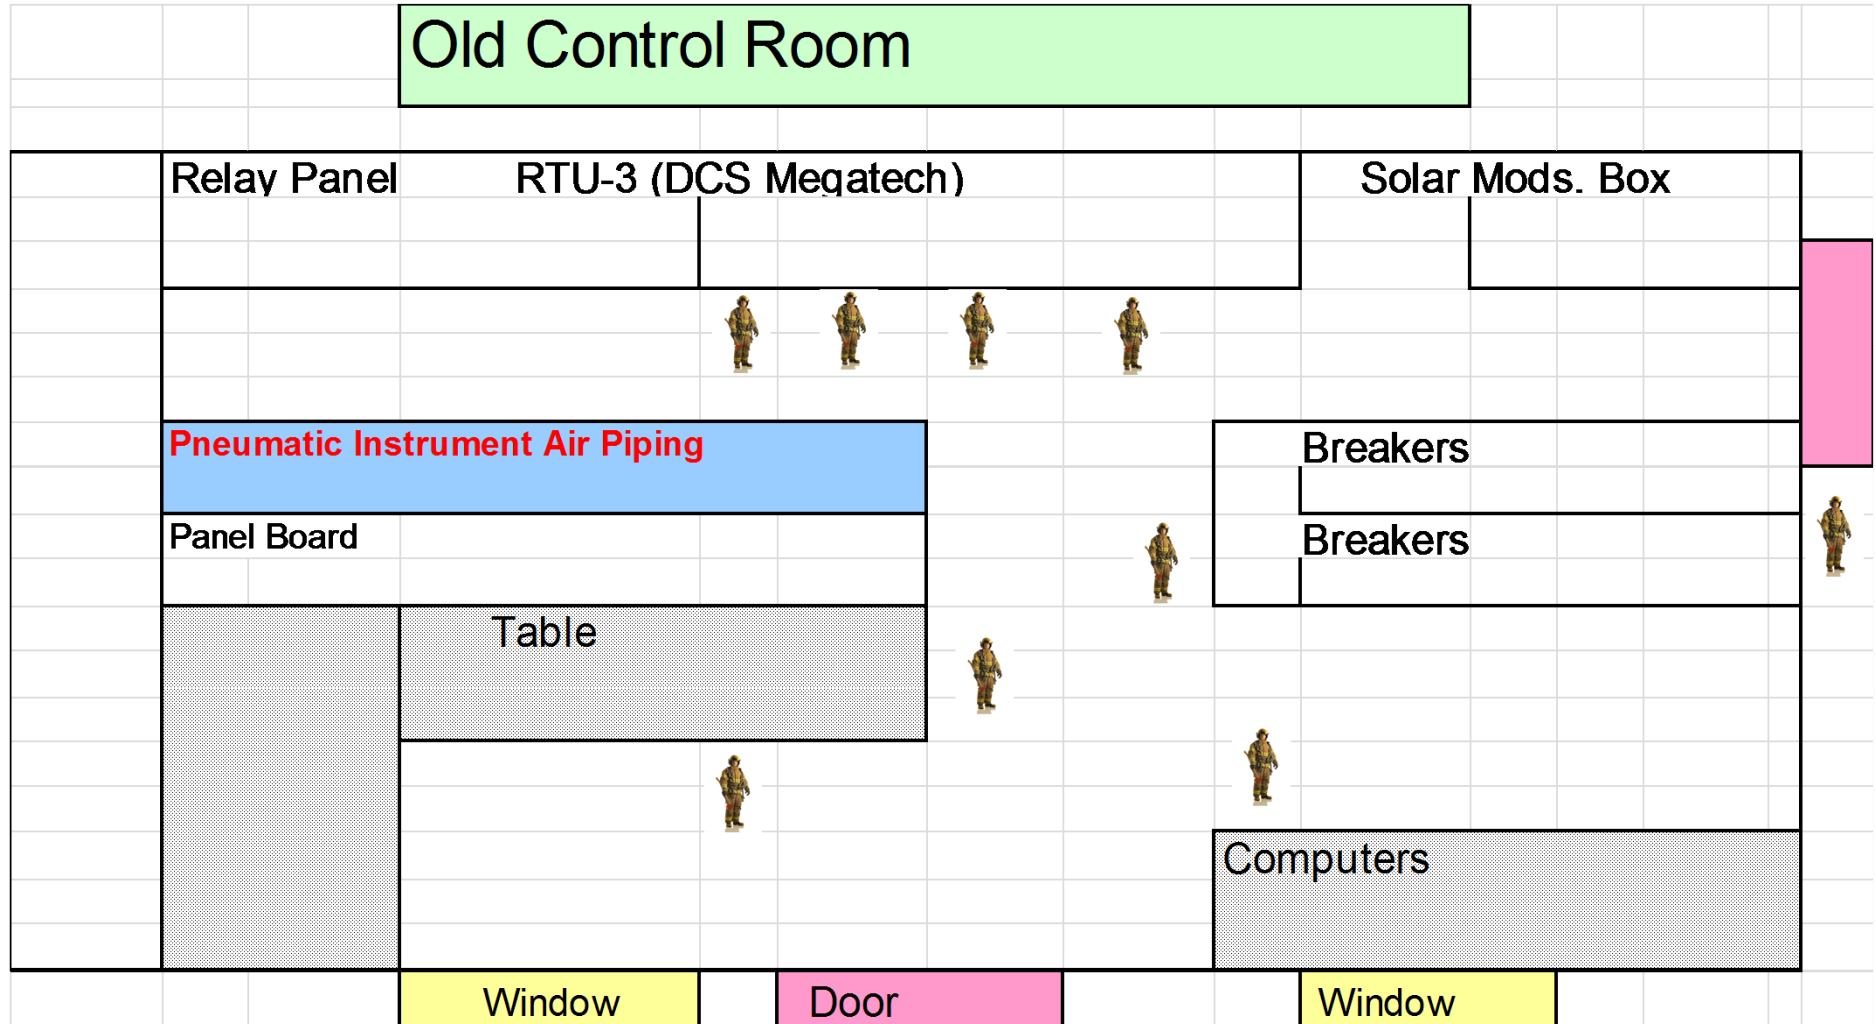 Old Control Room
Relay Panel RTU-3 (DCS Megatech) Solar Mods. Box
Pneumatic Instrument Air Piping
Breakers
Panel Board
Breakers
Table
Computers
Window Door Window